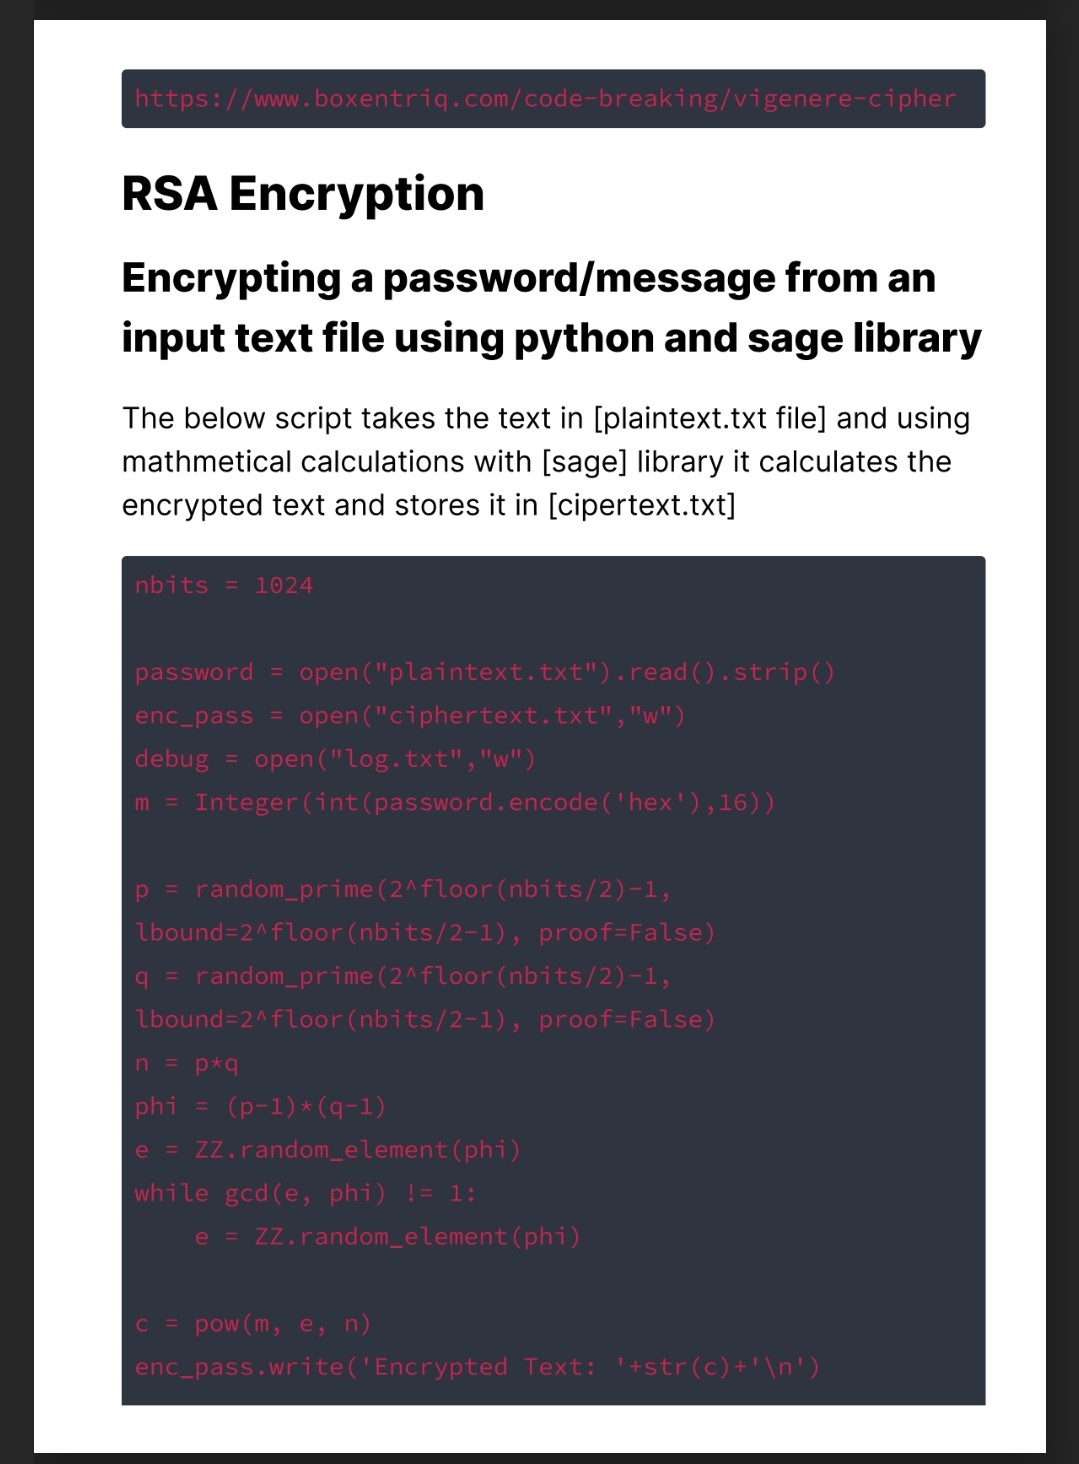 https://www.boxentriq.com/code-breaking/vigenere-cipher
RSA Encryption
Encrypting a password/message from an
input text file using python and sage library
The below script takes the text in [plaintext.txt file] and using
mathmetical calculations with [sage] library it calculates the
encrypted text and stores it in [cipertext.txt]
nbits = 1024
password = open("plaintext.txt").read().strip()
enc_pass = open("ciphertext.txt","w")
debug = open("log.txt","w")
m = Integer(int(password.encode('hex'),16))
p = random_prime(2^floor(nbits/2)-1,
lbound=2^floor(nbits/2-1), proof=False)
q = random_prime(2^floor(nbits/2)-1,
lbound=2^floor(nbits/2-1), proof=False)
n = p*q
phi = (p-1)*(q-1)
e = ZZ.random_element(phi)
while gcd(e, phi) != 1:
    e = ZZ.random_element(phi)
c = pow(m, e, n)
enc_pass.write('Encrypted Text: '+str(c)+'\n')